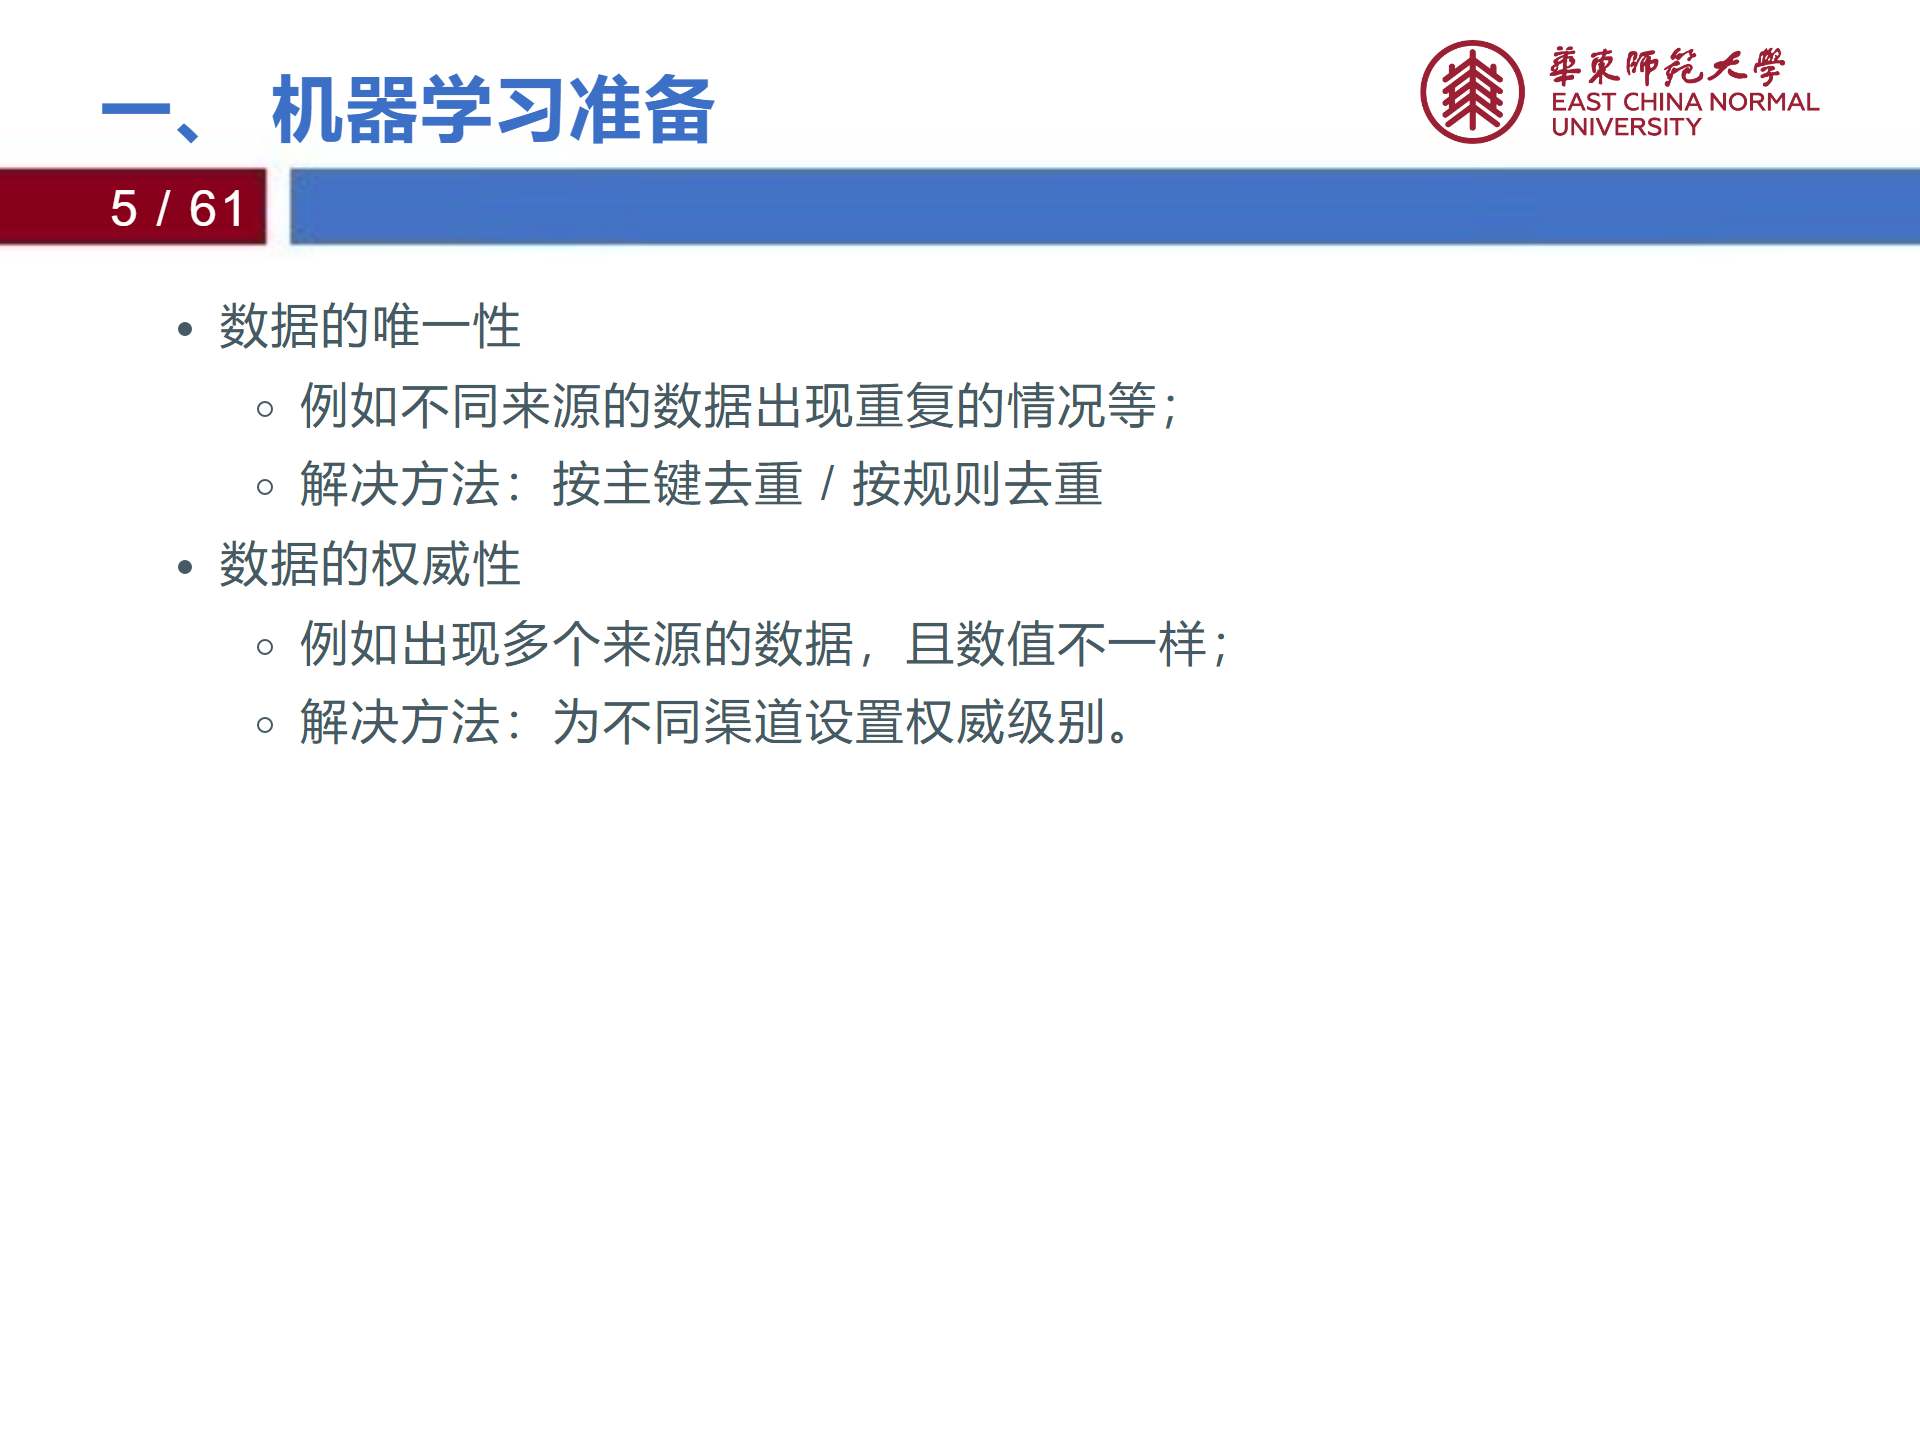 一、 机器学习准备
華東師範大學
EAST CHINA NORMAL
UNIVERSITY
5 / 61
• 数据的唯一性
○ 例如不同来源的数据出现重复的情况等；
○ 解决方法：按主键去重 / 按规则去重
• 数据的权威性
○ 例如出现多个来源的数据，且数值不一样；
○ 解决方法：为不同渠道设置权威级别。